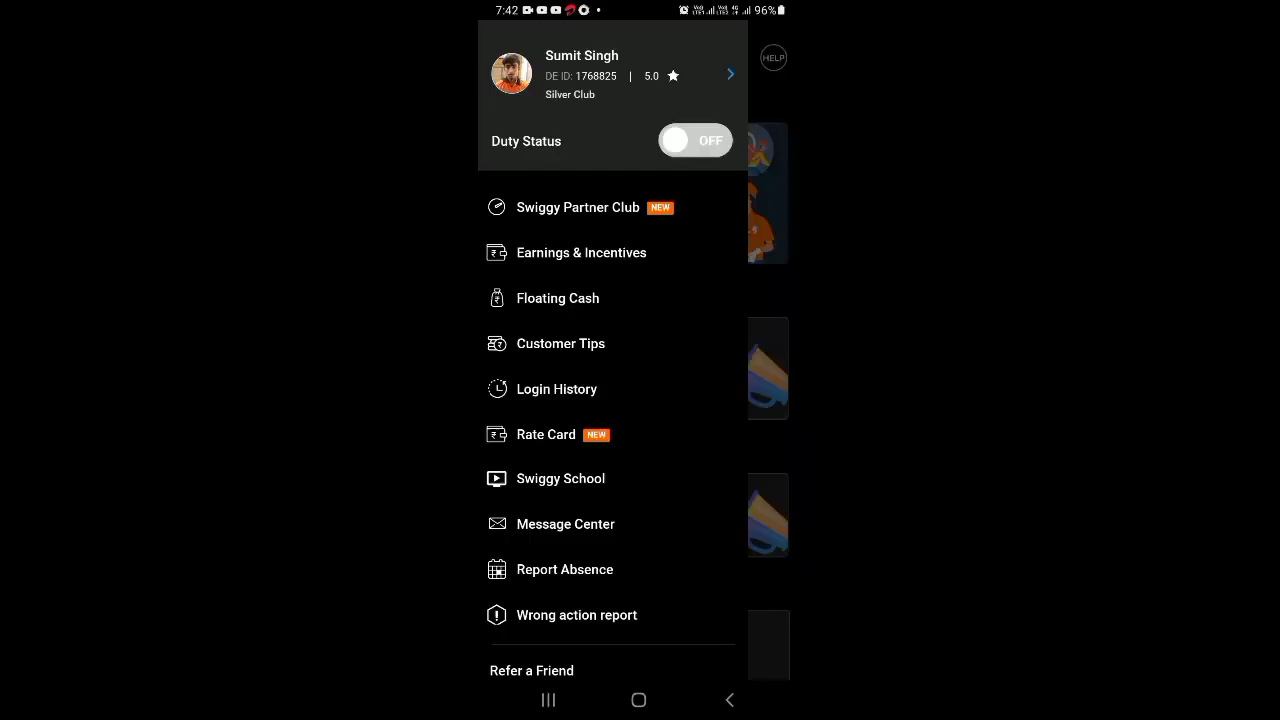 7:42 96%
Sumit Singh
HELP
DE ID: 1768825 | 5.0
Silver Club
Duty Status OFF
Swiggy Partner Club NEW
Earnings & Incentives
Floating Cash
Customer Tips
Login History
Rate Card NEW
Swiggy School
Message Center
Report Absence
Wrong action report
Refer a Friend